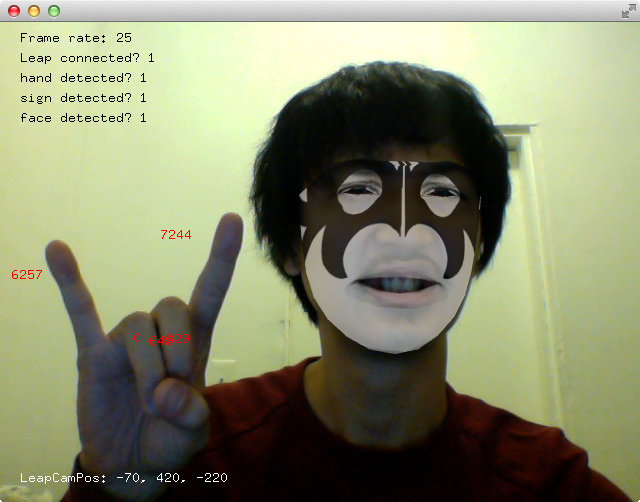 Frame rate: 25
Leap connected? 1
hand detected? 1
sign detected? 1
face detected? 1
7244
6257
LeapCamPos: -70, 420, -220